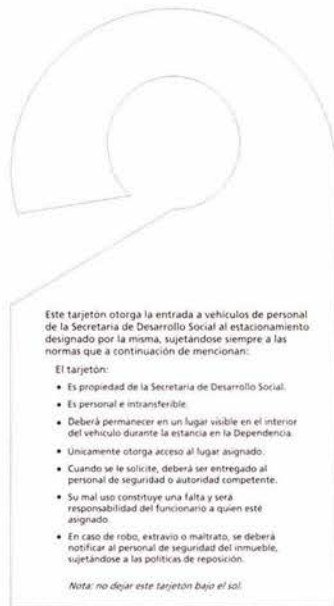 Este tarjetón otorga la entrada a vehículos de personal
de la Secretaria de Desarrollo Social al estacionamiento
designado por la misma, sujetándose siempre a las
normas que a continuación de mencionan:
El tarjetón:
• Es propiedad de la Secretaria de Desarrollo Social.
• Es personal e intransferible.
• Deberá permanecer en un lugar visible en el interior
del vehículo durante la estancia en la Dependencia.
• Únicamente otorga acceso al lugar asignado.
• Cuando se le solicite, deberá ser entregado al
personal de seguridad o autoridad competente.
• Su mal uso constituye una falta y será
responsabilidad del funcionario a quien esté
asignado.
• En caso de robo, extravio o maltrato, se deberá
notificar al personal de seguridad del inmueble,
sujetándose a las políticas de reposición.
Nota: no dejar este tarjetón bajo el sol.